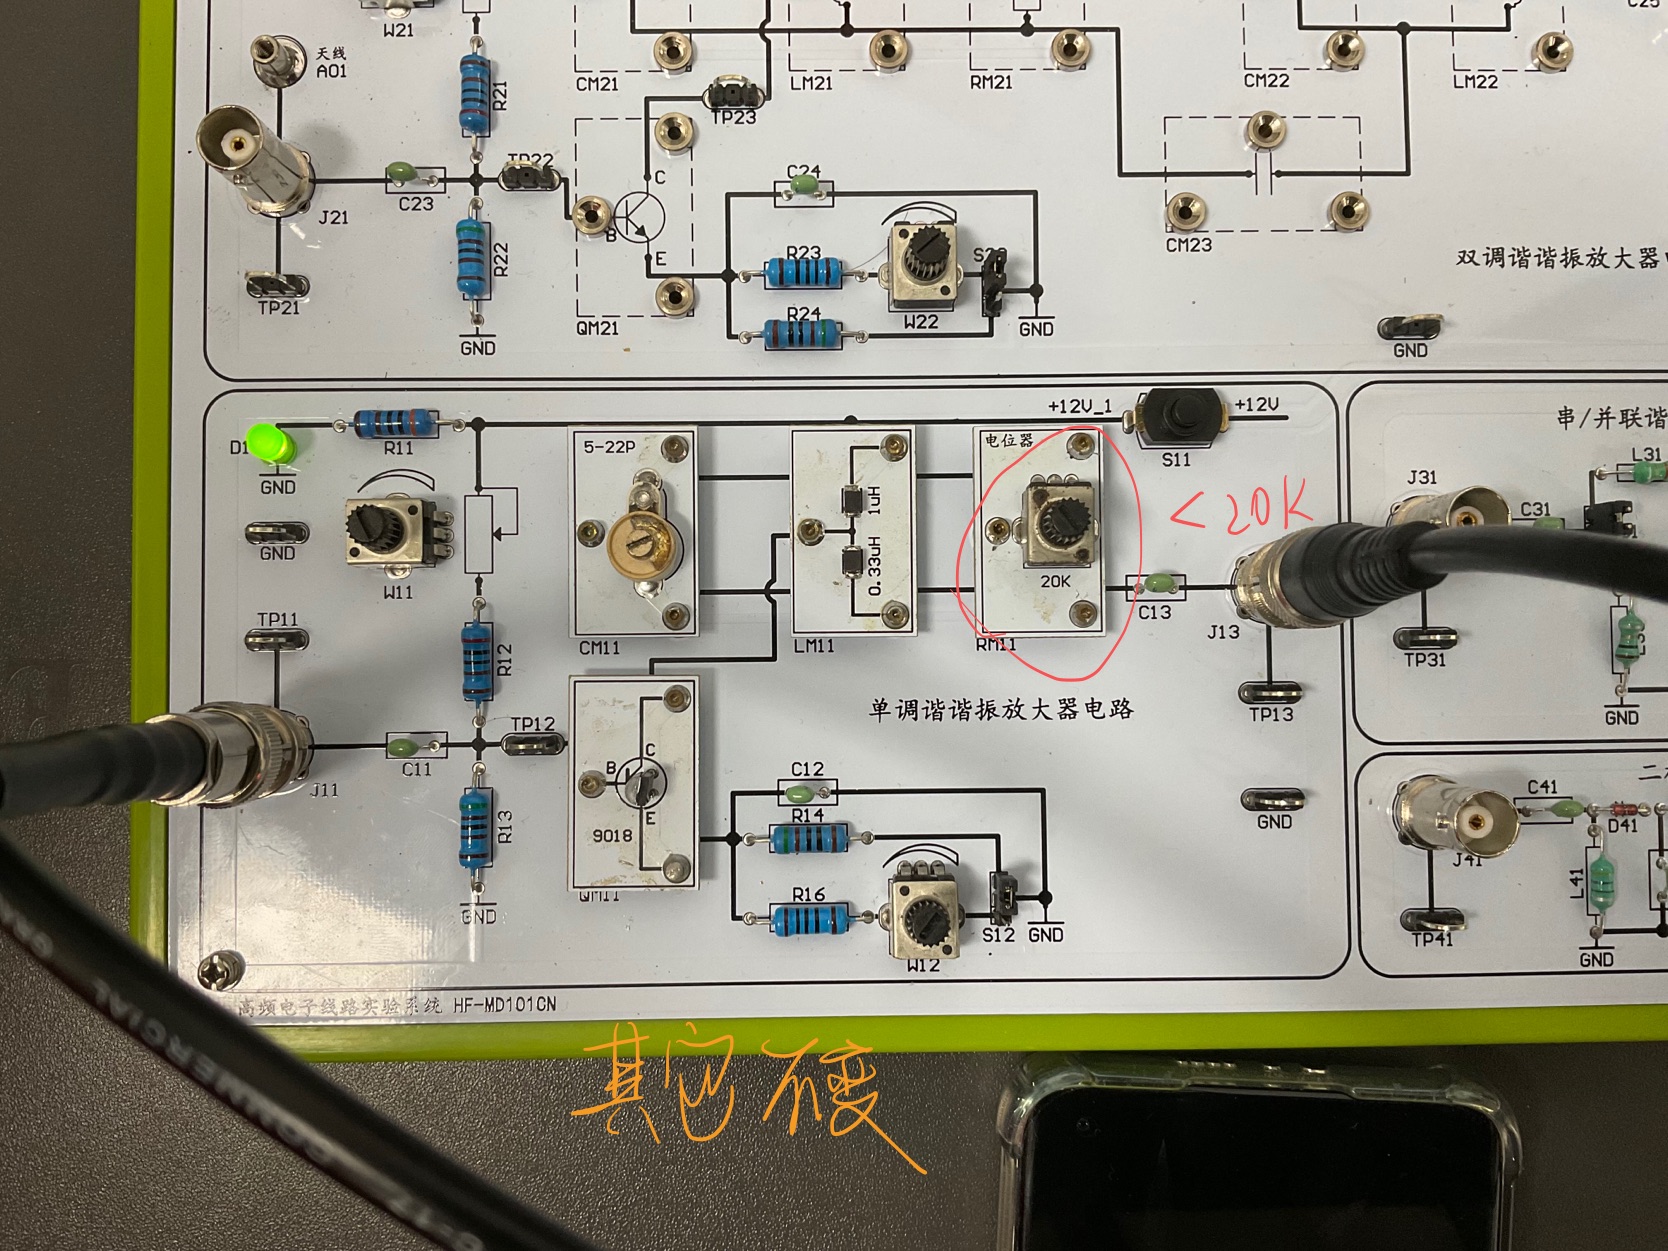 W21
C25
天线
A01
R21
CM21
LM21
RM21
CM22
LM22
TP23
TP22
C
C24
C23
J21
B
R22
E
R23
CM23
双调谐谐振放大器
TP21
QM21
R24
W22
GND
GND
GND
+12V_1
+12V
串/并联谐
D1
R11
5-22P
电位器
S11
L31
GND
J31
1uH
<20K
C31
GND
W11
0.33uH
20K
TP11
C13
J13
CM11
LM11
RM11
R12
TP31
单调谐谐振放大器电路
TP13
GND
TP12
C
C11
B
C12
J11
E
R13
9018
R14
GND
C41
D41
J41
QM11
R16
L41
GND
S12
GND
TP41
W12
GND
高频电子线路实验系统 HF-MD101CN
其它不变